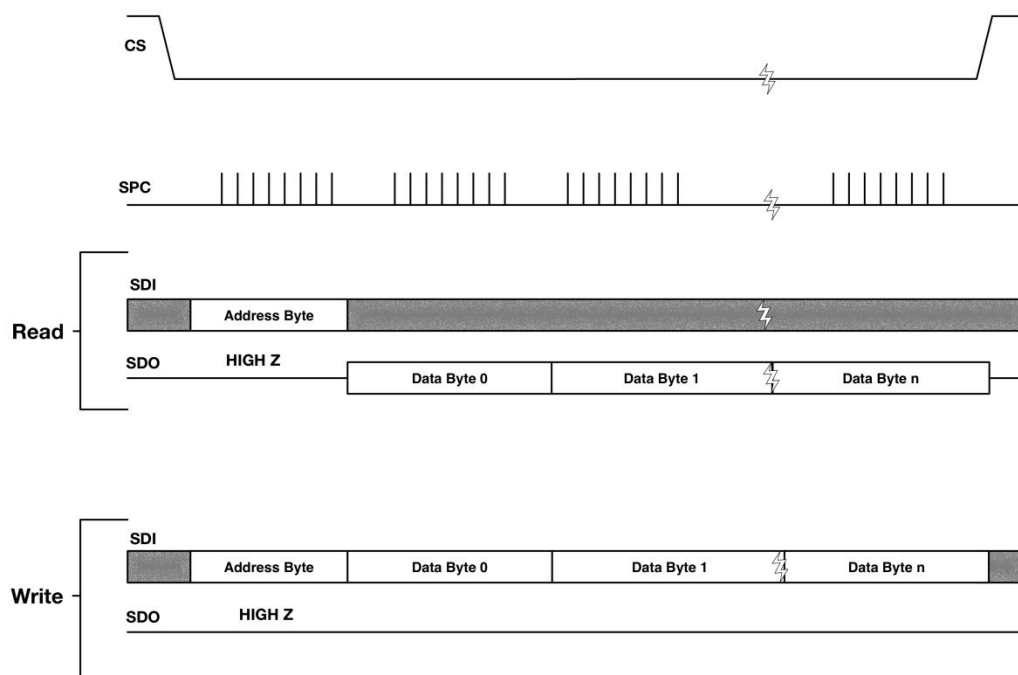 CS
SPC
SDI
Address Byte
Read
HIGH Z
SDO
Data Byte 0 Data Byte 1 Data Byte n
SDI
Address Byte Data Byte 0 Data Byte 1 Data Byte n
Write
HIGH Z
SDO